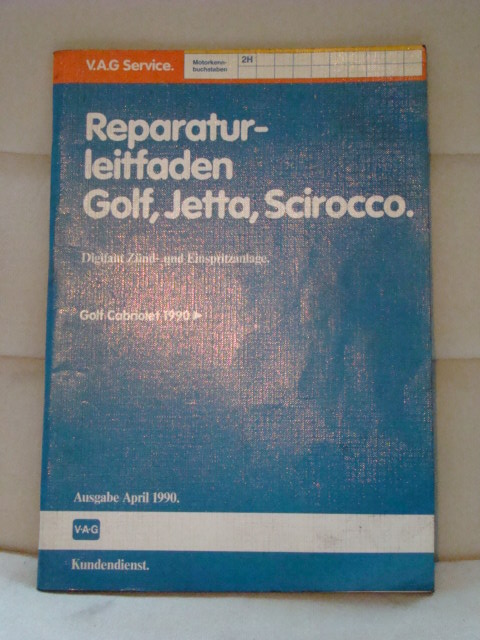 V.A.G Service.
Motorkenn-
buchstaben
2H
Reparatur-
leitfaden
Golf, Jetta, Scirocco.
Digifant Zünd- und Einspritzanlage.
Golf Cabriolet 1990 ►
Ausgabe April 1990.
V·A·G
Kundendienst.